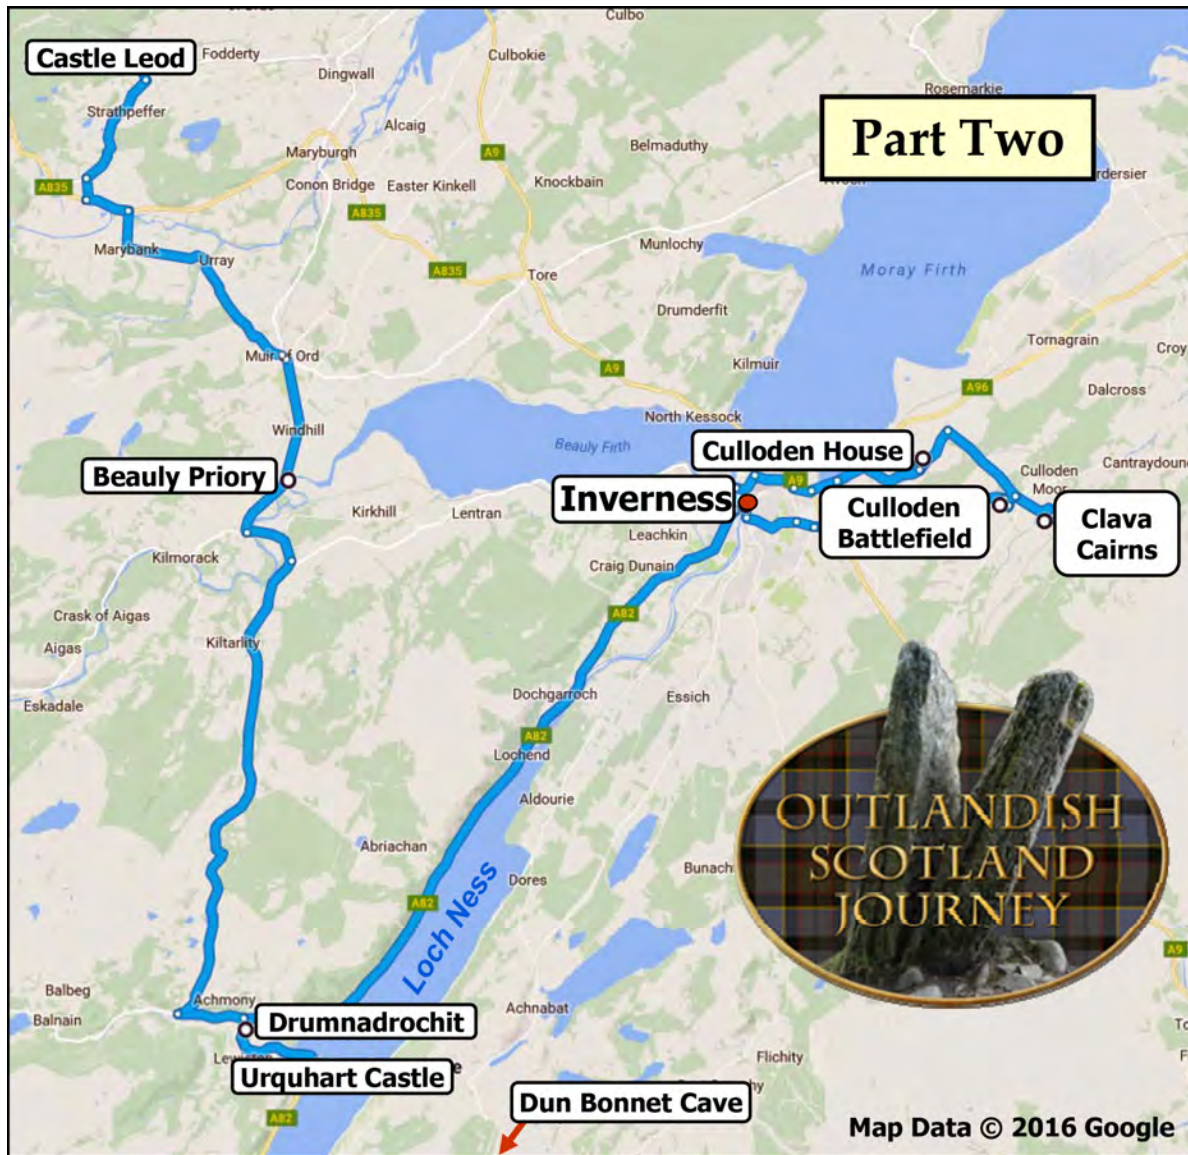 Culbo
Castle Leod
Fodderty
Culbokie
Dingwall
Rosemarkie
Strathpeffer
Part Two
Alcaig
Maryburgh
A9
Belmaduthy
A835
Conon Bridge
Easter Kinkell
Knockbain
A835
Munlochy
Marybank
Urray
A835
Tore
Moray Firth
Drumderfit
Tornagrain
Muir Of Ord
Kilmuir
Croy
A9
A96
Dalcross
North Kessock
Windhill
Beauly Firth
Culloden House
Beauly Priory
A9
Culloden
Moor
Cantraydoune
Inverness
Kirkhill
Lentran
Culloden
Battlefield
Clava
Cairns
Leachkin
Kilmorack
Craig Dunain
Crask of Aigas
A82
Aigas
Kiltarlity
Eskadale
Dochgarroch
Essich
A82
Lochend
Aldourie
OUTLANDISH
SCOTLAND
JOURNEY
Abriachan
Dores
Loch Ness
A82
A9
Balbeg
Achmony
Balnain
Achnabat
Drumnadrochit
Flichity
Urquhart Castle
Dun Bonnet Cave
A82
Map Data © 2016 Google